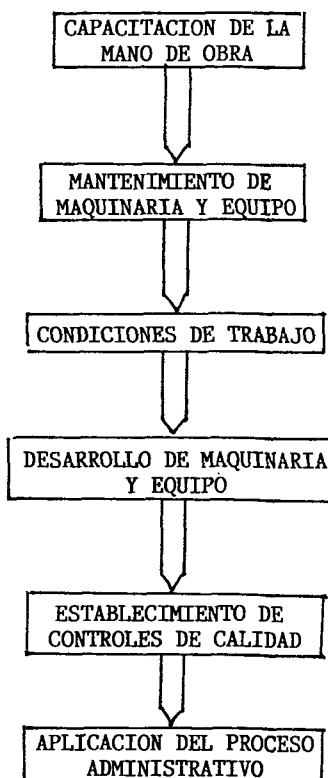 CAPACITACION DE LA
MANO DE OBRA
MANTENIMIENTO DE
MAQUINARIA Y EQUIPO
CONDICIONES DE TRABAJO
DESARROLLO DE MAQUINARIA
Y EQUIPO
ESTABLECIMIENTO DE
CONTROLES DE CALIDAD
APLICACION DEL PROCESO
ADMINISTRATIVO